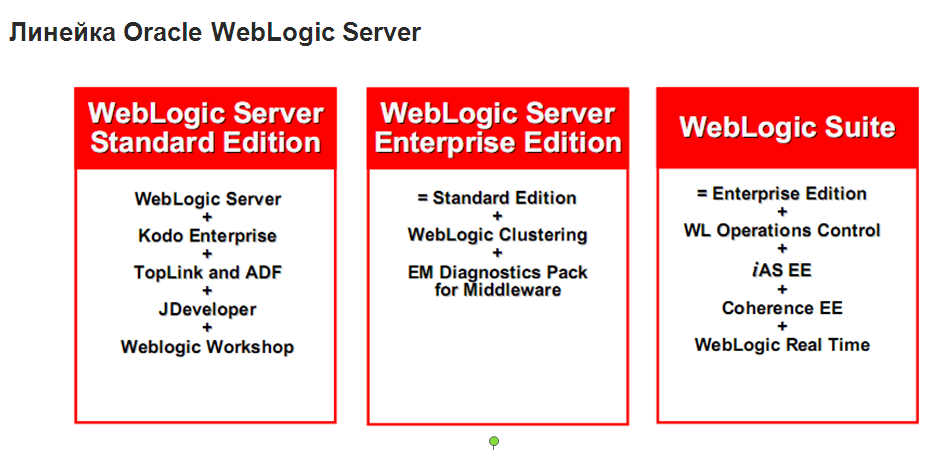 Линейка Oracle WebLogic Server
WebLogic Server
Standard Edition
WebLogic Server
+
Kodo Enterprise
+
TopLink and ADF
+
JDeveloper
+
Weblogic Workshop
WebLogic Server
Enterprise Edition
= Standard Edition
+
WebLogic Clustering
+
EM Diagnostics Pack
for Middleware
WebLogic Suite
= Enterprise Edition
+
WL Operations Control
+
iAS EE
+
Coherence EE
+
WebLogic Real Time